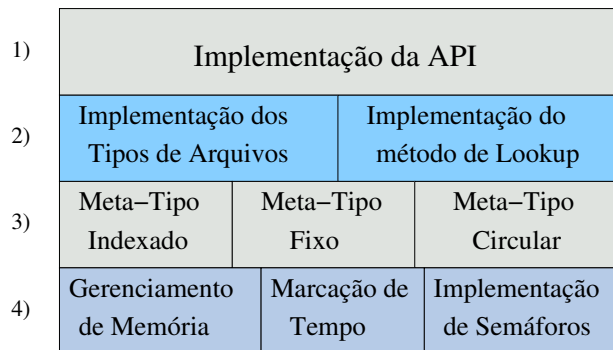 1)
Implementação da API
2)
Implementação dos
Tipos de Arquivos
Implementação do
método de Lookup
3)
Meta−Tipo
Indexado
Meta−Tipo
Fixo
Meta−Tipo
Circular
4)
Gerenciamento
de Memória
Marcação de
Tempo
Implementação
de Semáforos